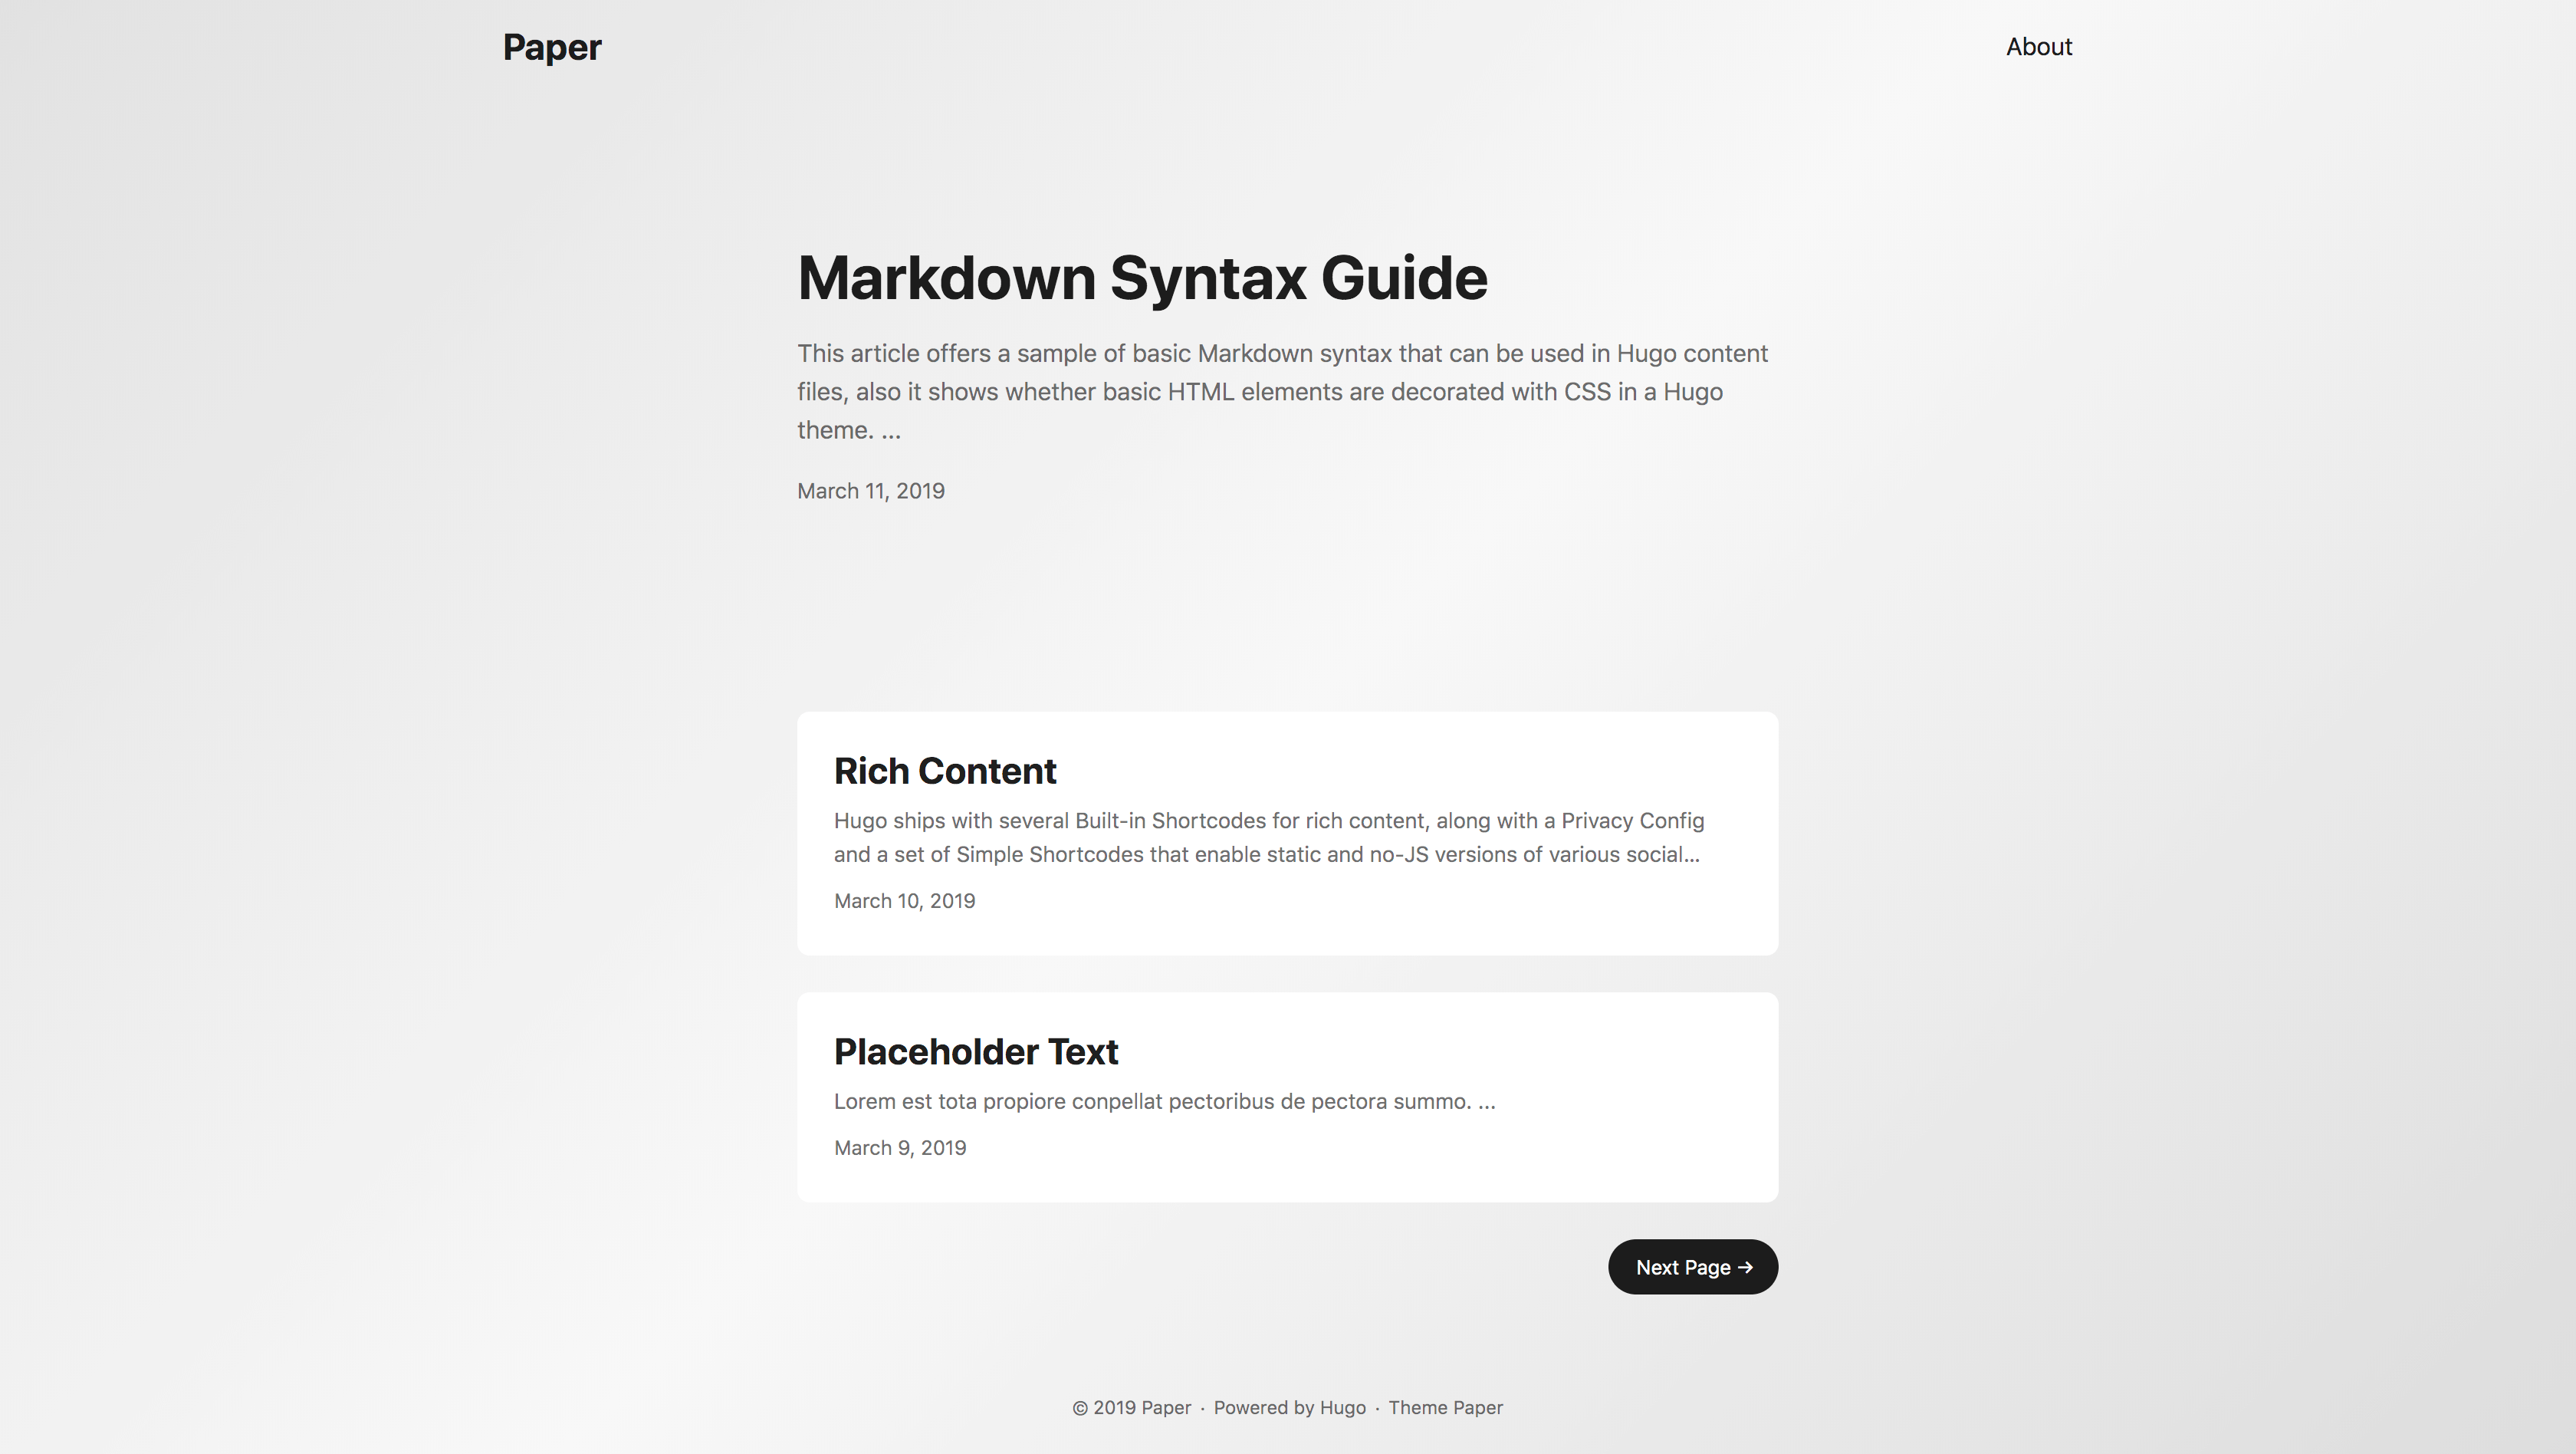 Paper
About
Markdown Syntax Guide
This article offers a sample of basic Markdown syntax that can be used in Hugo content
files, also it shows whether basic HTML elements are decorated with CSS in a Hugo
theme. ...
March 11, 2019
Rich Content
Hugo ships with several Built-in Shortcodes for rich content, along with a Privacy Config
and a set of Simple Shortcodes that enable static and no-JS versions of various social...
March 10, 2019
Placeholder Text
Lorem est tota propiore conpellat pectoribus de pectora summo. ...
March 9, 2019
Next Page →
© 2019 Paper · Powered by Hugo · Theme Paper